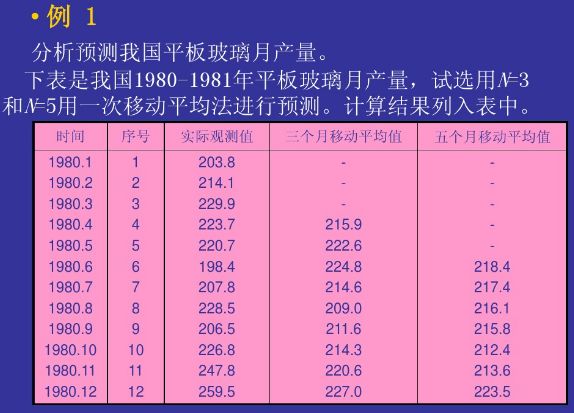 ·例 1
分析预测我国平板玻璃月产量。
下表是我国1980-1981年平板玻璃月产量，试选用N=3
和N=5用一次移动平均法进行预测。计算结果列入表中。
时间 序号 实际观测值 三个月移动平均值 五个月移动平均值
1980.1 1 203.8 - -
1980.2 2 214.1 - -
1980.3 3 229.9 - -
1980.4 4 223.7 215.9 -
1980.5 5 220.7 222.6 -
1980.6 6 198.4 224.8 218.4
1980.7 7 207.8 214.6 217.4
1980.8 8 228.5 209.0 216.1
1980.9 9 206.5 211.6 215.8
1980.10 10 226.8 214.3 212.4
1980.11 11 247.8 220.6 213.6
1980.12 12 259.5 227.0 223.5